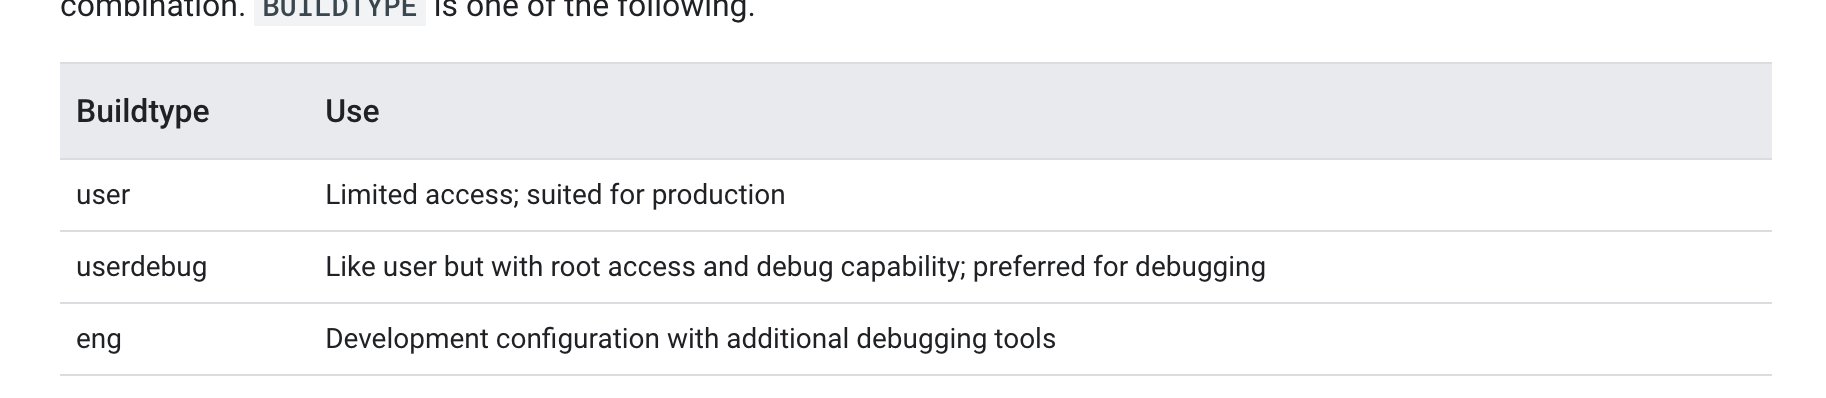 combination. BUILDTYPE is one of the following.
Buildtype Use
user Limited access; suited for production
userdebug Like user but with root access and debug capability; preferred for debugging
eng Development configuration with additional debugging tools